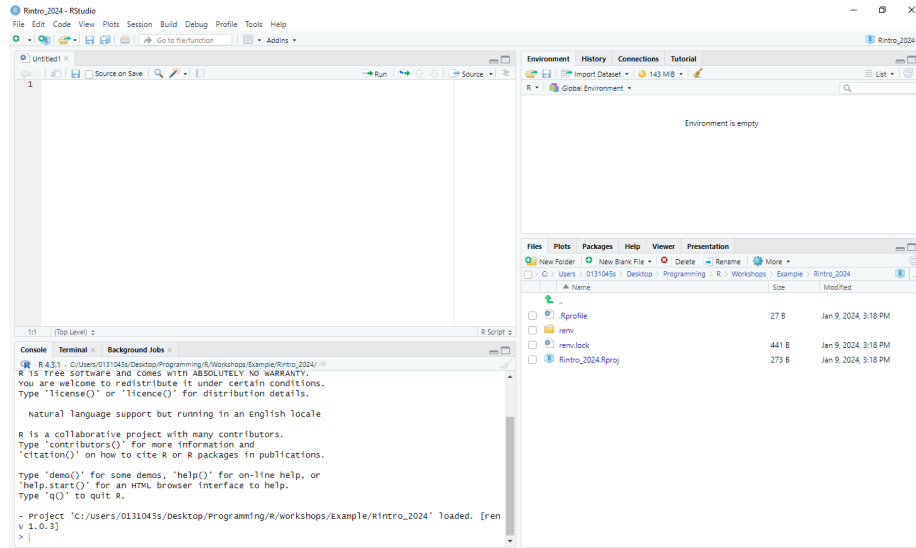 Rintro_2024 - RStudio
File Edit Code View Plots Session Build Debug Profile Tools Help
Go to file/function Addins Rintro_2024
Untitled1
Source on Save Run Source
1
1:1 (Top Level) R Script
Console Terminal Background Jobs
R 4.3.1 · C:/Users/0131045s/Desktop/Programming/R/Workshops/Example/Rintro_2024/
R is free software and comes with ABSOLUTELY NO WARRANTY.
You are welcome to redistribute it under certain conditions.
Type 'license()' or 'licence()' for distribution details.
Natural language support but running in an English locale
R is a collaborative project with many contributors.
Type 'contributors()' for more information and
'citation()' on how to cite R or R packages in publications.
Type 'demo()' for some demos, 'help()' for on-line help, or
'help.start()' for an HTML browser interface to help.
Type 'q()' to quit R.
- Project 'C:/Users/0131045s/Desktop/Programming/R/Workshops/Example/Rintro_2024' loaded. [ren
v 1.0.3]
>
Environment History Connections Tutorial
Import Dataset 143 MiB List
R Global Environment
Environment is empty
Files Plots Packages Help Viewer Presentation
New Folder New Blank File Delete Rename More
C: > Users > 0131045s > Desktop > Programming > R > Workshops > Example > Rintro_2024
Name Size Modified
..
.Rprofile 27 B Jan 9, 2024, 3:18 PM
renv
renv.lock 441 B Jan 9, 2024, 3:18 PM
Rintro_2024.Rproj 273 B Jan 9, 2024, 3:18 PM